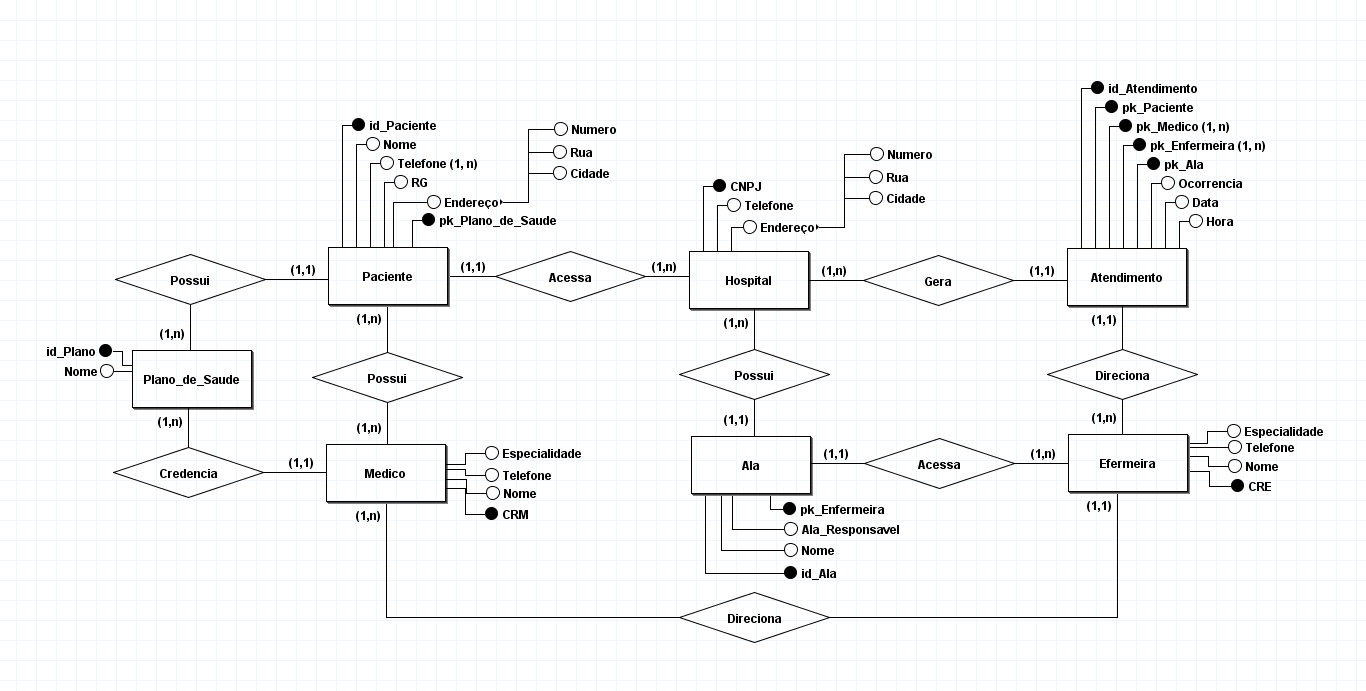 id_Atendimento
pk_Paciente
pk_Medico (1, n)
pk_Enfermeira (1, n)
pk_Ala
Ocorrencia
Data
Hora
id_Paciente
Nome
Telefone (1, n)
RG
Endereço
pk_Plano_de_Saude
Numero
Rua
Cidade
CNPJ
Telefone
Endereço
Numero
Rua
Cidade
Possui
(1,1)
Paciente
(1,1)
Acessa
(1,n)
Hospital
(1,n)
Gera
(1,1)
Atendimento
(1,n)
(1,n)
(1,n)
(1,1)
id_Plano
Nome
Plano_de_Saude
Possui
Possui
Direciona
(1,n)
(1,n)
(1,1)
(1,n)
Credencia
(1,1)
Medico
Especialidade
Telefone
Nome
CRM
Ala
(1,1)
Acessa
(1,n)
Efermeira
Especialidade
Telefone
Nome
CRE
(1,n)
(1,1)
pk_Enfermeira
Ala_Responsavel
Nome
id_Ala
Direciona